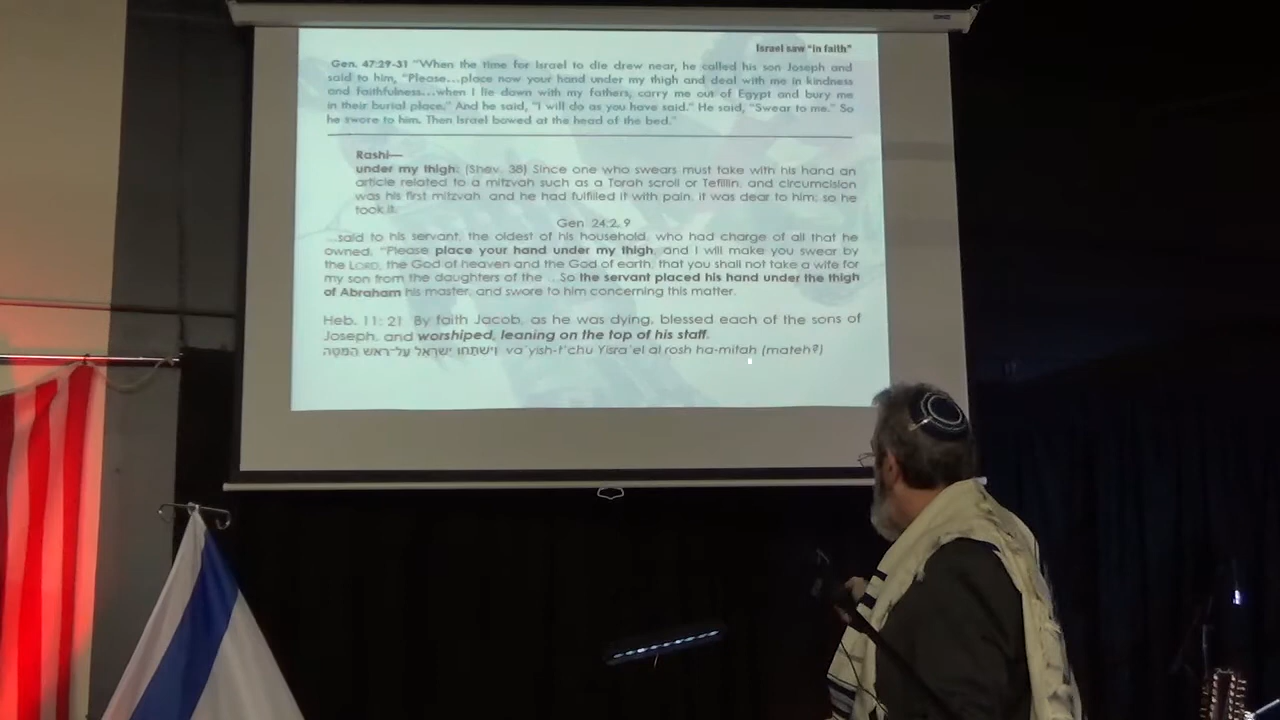 Israel saw "in faith"
Gen. 47:29-31 "When the time for Israel to die drew near, he called his son Joseph and
said to him, "Please...place now your hand under my thigh and deal with me in kindness
and faithfulness...when I lie down with my fathers, carry me out of Egypt and bury me
in their burial place." And he said, "I will do as you have said." He said, "Swear to me." So
he swore to him. Then Israel bowed at the head of the bed."
Rashi—
under my thigh: (Shev. 38) Since one who swears must take with his hand an
article related to a mitzvah such as a Torah scroll or Tefillin, and circumcision
was his first mitzvah, and he had fulfilled it with pain, it was dear to him; so he
took it.
Gen 24:2, 9
...said to his servant, the oldest of his household, who had charge of all that he
owned, "Please place your hand under my thigh, and I will make you swear by
the LORD, the God of heaven and the God of earth, that you shall not take a wife for
my son from the daughters of the ...So the servant placed his hand under the thigh
of Abraham his master, and swore to him concerning this matter.
Heb. 11: 21 By faith Jacob, as he was dying, blessed each of the sons of
Joseph, and worshiped, leaning on the top of his staff.
וישתחו ישראל על־ראש המטה va'yish-t'chu Yisra'el al rosh ha-mitah (mateh?)